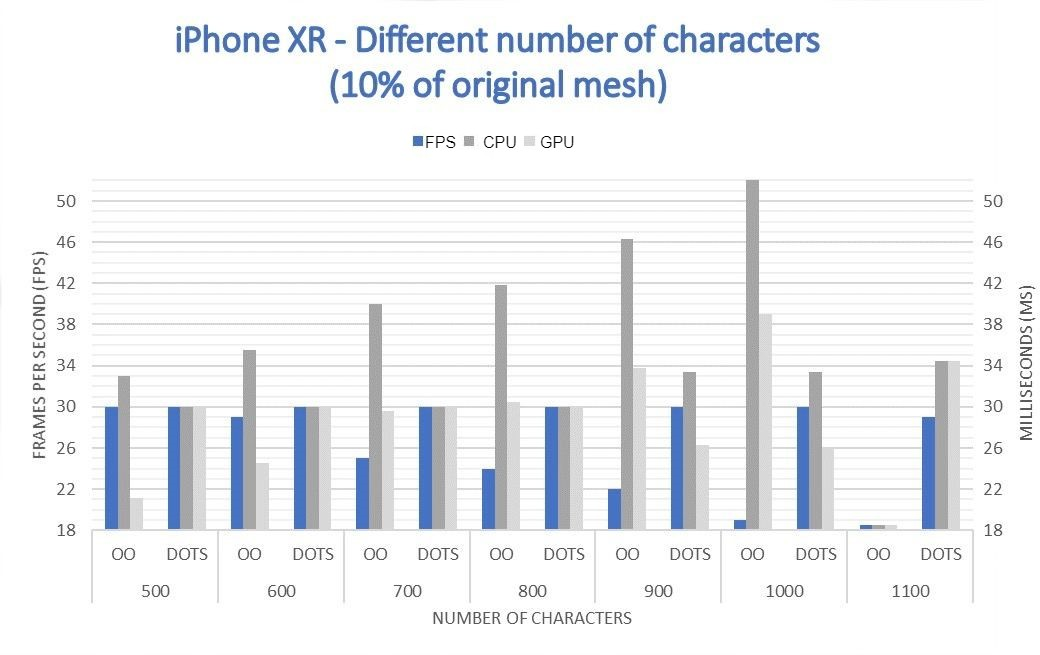 iPhone XR - Different number of characters
(10% of original mesh)
FPS CPU GPU
FRAMES PER SECOND (FPS)
50
46
42
38
34
30
26
22
18
50
46
42
38
34
30
26
22
18
MILLISECONDS (MS)
OO DOTS OO DOTS OO DOTS OO DOTS OO DOTS OO DOTS OO DOTS
500 600 700 800 900 1000 1100
NUMBER OF CHARACTERS